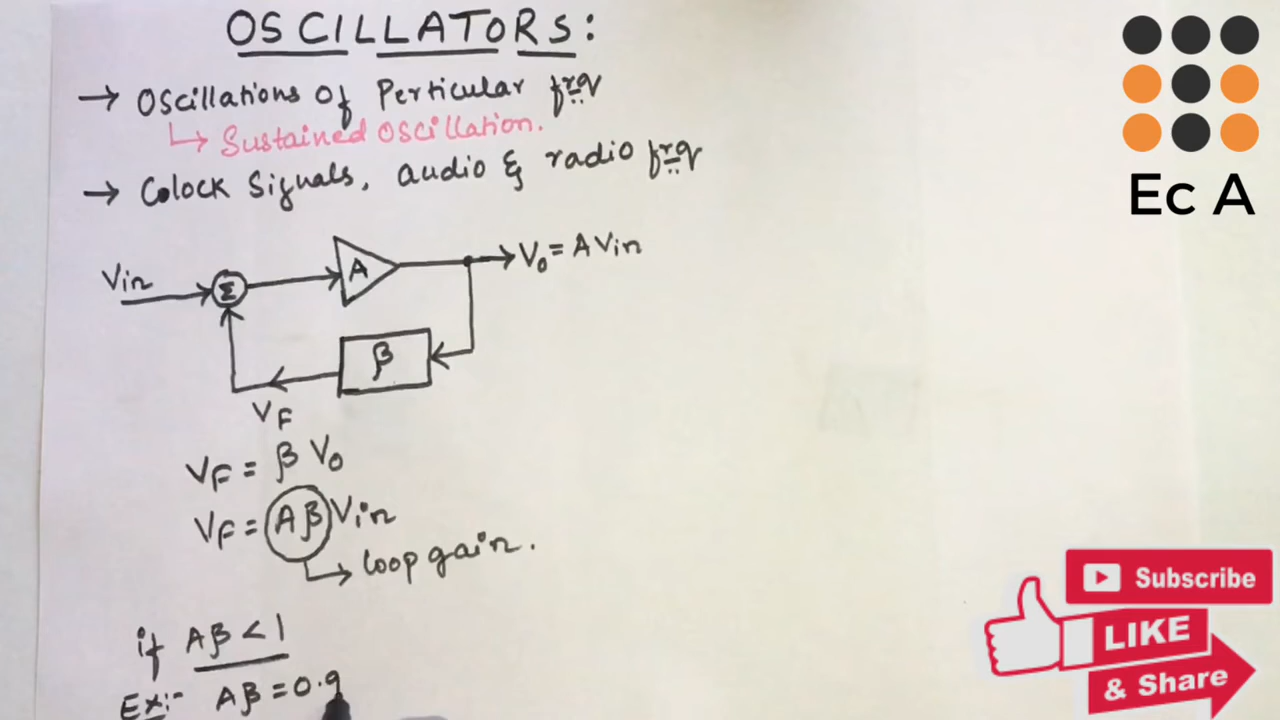 OSCILLATORS:
→ Oscillations Of Perticular frq
↳ Sustained OSCillation.
→ Colock Signals, audio & radio frq
Vin
Σ
A
V₀ = A Vin
β
VF
VF = β V₀
VF = Aβ Vin
↳ loop gain.
if Aβ < 1
Ex:- Aβ = 0.9
Ec A
Subscribe
LIKE
& Share